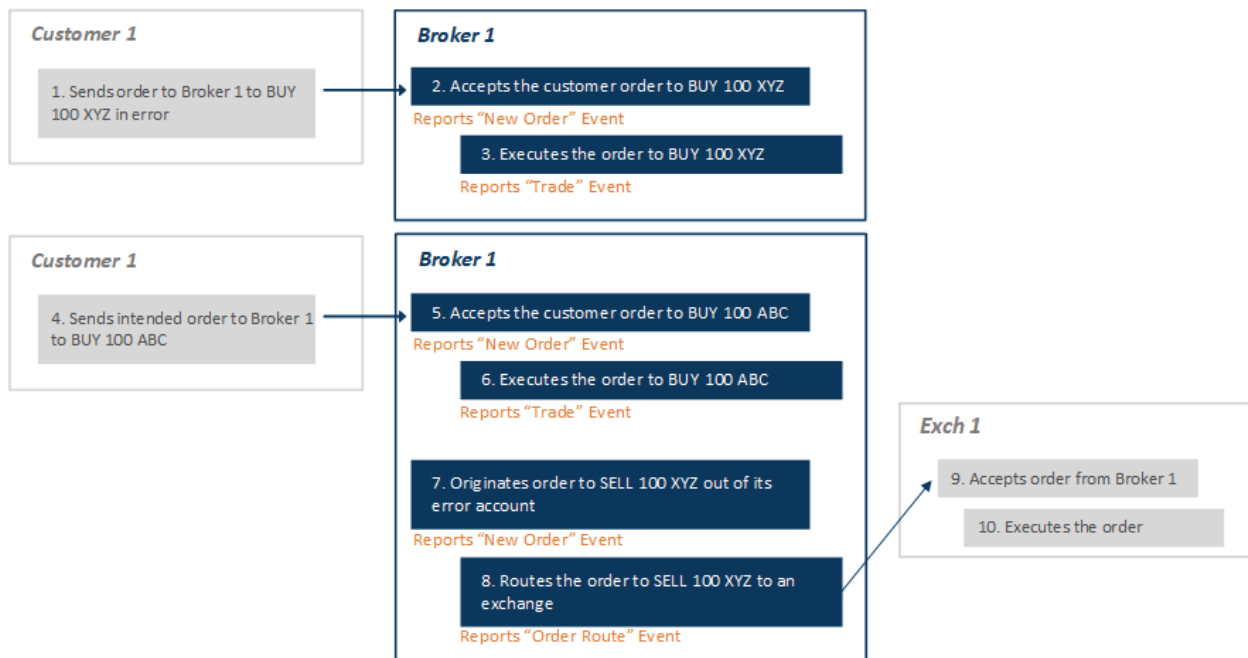 Customer 1
1. Sends order to Broker 1 to BUY
100 XYZ in error
Broker 1
2. Accepts the customer order to BUY 100 XYZ
Reports “New Order” Event
3. Executes the order to BUY 100 XYZ
Reports “Trade” Event
Customer 1
4. Sends intended order to Broker 1
to BUY 100 ABC
Broker 1
5. Accepts the customer order to BUY 100 ABC
Reports “New Order” Event
6. Executes the order to BUY 100 ABC
Reports “Trade” Event
7. Originates order to SELL 100 XYZ out of its
error account
Reports “New Order” Event
8. Routes the order to SELL 100 XYZ to an
exchange
Reports “Order Route” Event
Exch 1
9. Accepts order from Broker 1
10. Executes the order